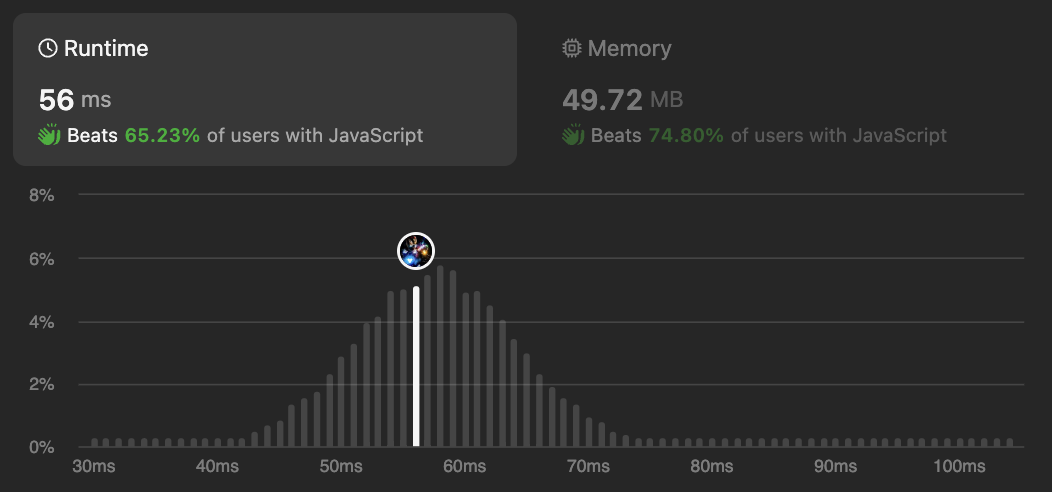 Runtime
56 ms
Beats 65.23% of users with JavaScript
Memory
49.72 MB
Beats 74.80% of users with JavaScript
8%
6%
4%
2%
0%
30ms 40ms 50ms 60ms 70ms 80ms 90ms 100ms